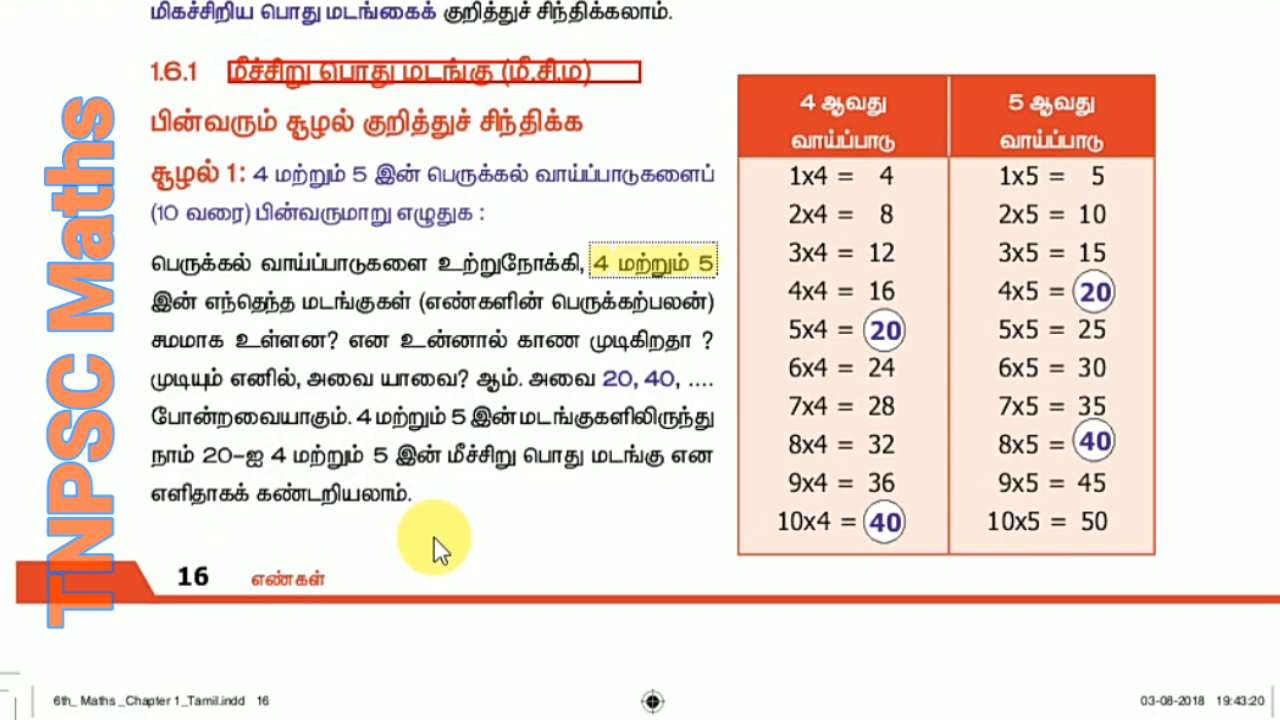 மிகச்சிறிய பொது மடங்கைக் குறித்துச் சிந்திக்கலாம்.
1.6.1 மீச்சிறு பொது மடங்கு (மீ.சி.ம)
பின்வரும் சூழல் குறித்துச் சிந்திக்க
சூழல் 1: 4 மற்றும் 5 இன் பெருக்கல் வாய்ப்பாடுகளைப்
(10 வரை) பின்வருமாறு எழுதுக :
பெருக்கல் வாய்ப்பாடுகளை உற்றுநோக்கி, 4 மற்றும் 5
இன் எந்தெந்த மடங்குகள் (எண்களின் பெருக்கற்பலன்)
சமமாக உள்ளன? என உன்னால் காண முடிகிறதா ?
முடியும் எனில், அவை யாவை? ஆம். அவை 20, 40, ....
போன்றவையாகும். 4 மற்றும் 5 இன் மடங்குகளிலிருந்து
நாம் 20-ஐ 4 மற்றும் 5 இன் மீச்சிறு பொது மடங்கு என
எளிதாகக் கண்டறியலாம்.
4 ஆவது 5 ஆவது
வாய்ப்பாடு வாய்ப்பாடு
1x4 = 4 1x5 = 5
2x4 = 8 2x5 = 10
3x4 = 12 3x5 = 15
4x4 = 16 4x5 = 20
5x4 = 20 5x5 = 25
6x4 = 24 6x5 = 30
7x4 = 28 7x5 = 35
8x4 = 32 8x5 = 40
9x4 = 36 9x5 = 45
10x4 = 40 10x5 = 50
16 எண்கள்
TNPSC Maths
6th_ Maths _Chapter 1_Tamil.indd 16 03-08-2018 19:43:20